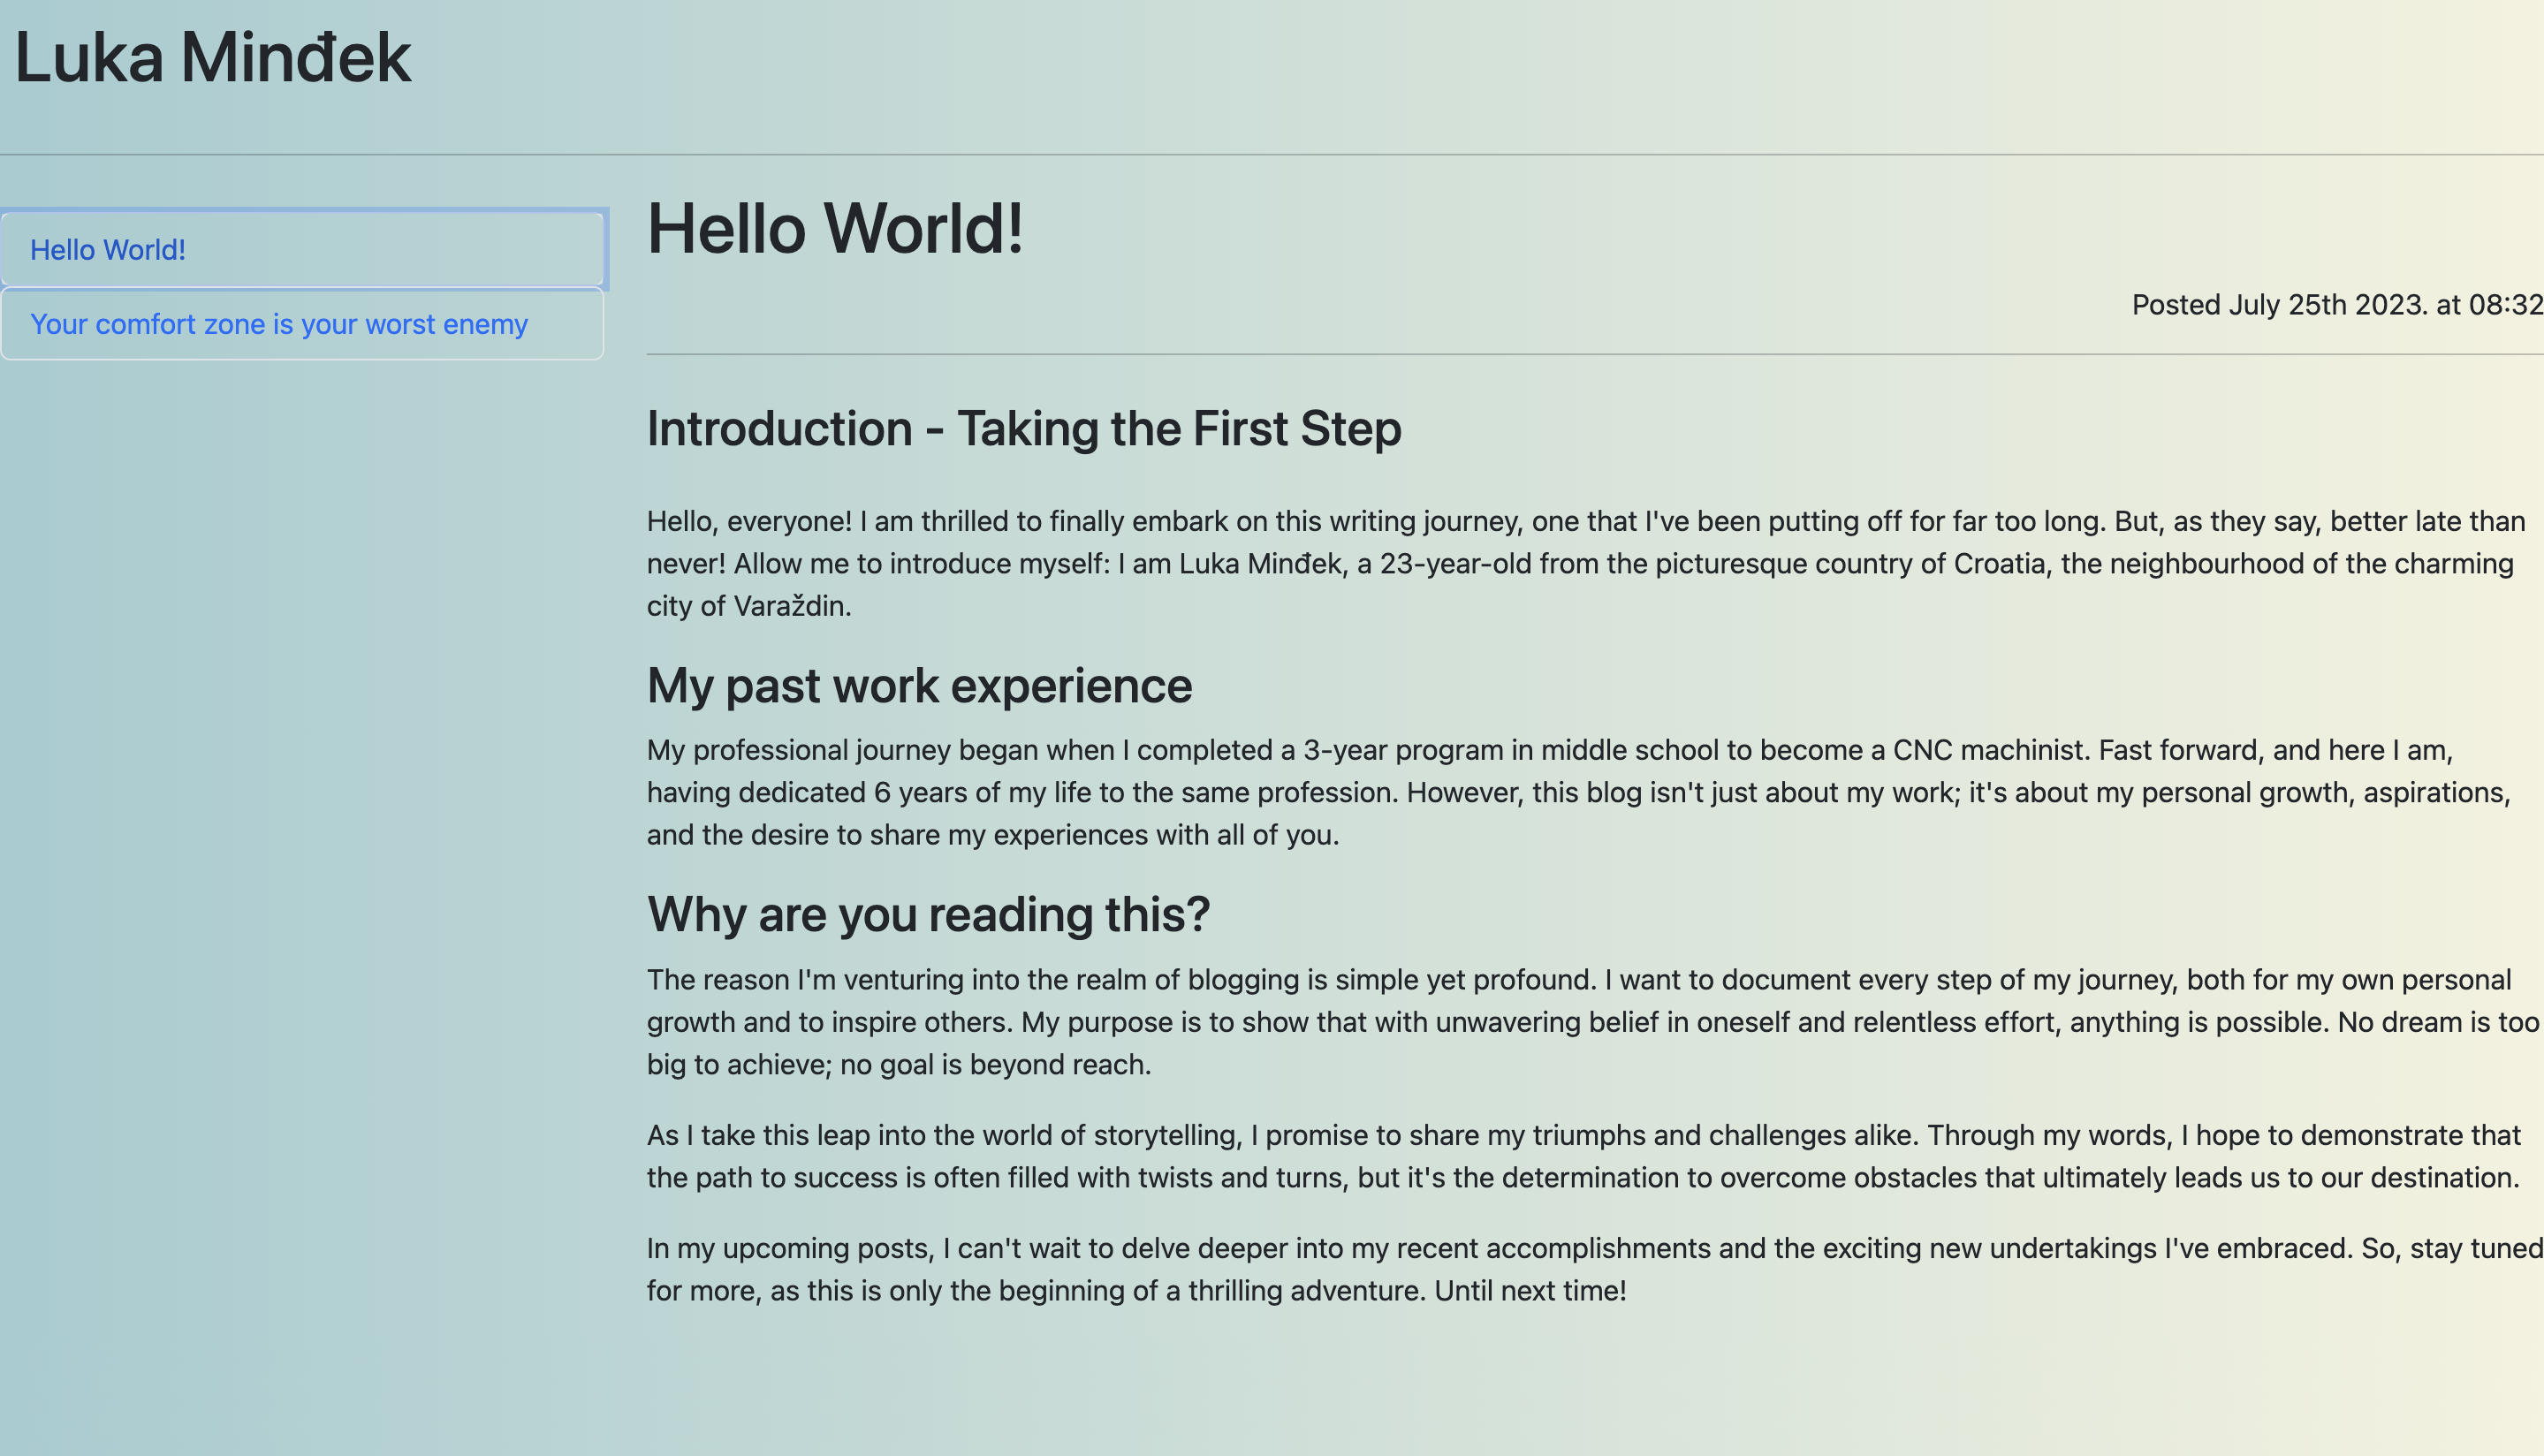 Luka Minđek
Hello World!
Your comfort zone is your worst enemy
Hello World!
Posted July 25th 2023. at 08:32
Introduction - Taking the First Step
Hello, everyone! I am thrilled to finally embark on this writing journey, one that I've been putting off for far too long. But, as they say, better late than
never! Allow me to introduce myself: I am Luka Minđek, a 23-year-old from the picturesque country of Croatia, the neighbourhood of the charming
city of Varaždin.
My past work experience
My professional journey began when I completed a 3-year program in middle school to become a CNC machinist. Fast forward, and here I am,
having dedicated 6 years of my life to the same profession. However, this blog isn't just about my work; it's about my personal growth, aspirations,
and the desire to share my experiences with all of you.
Why are you reading this?
The reason I'm venturing into the realm of blogging is simple yet profound. I want to document every step of my journey, both for my own personal
growth and to inspire others. My purpose is to show that with unwavering belief in oneself and relentless effort, anything is possible. No dream is too
big to achieve; no goal is beyond reach.
As I take this leap into the world of storytelling, I promise to share my triumphs and challenges alike. Through my words, I hope to demonstrate that
the path to success is often filled with twists and turns, but it's the determination to overcome obstacles that ultimately leads us to our destination.
In my upcoming posts, I can't wait to delve deeper into my recent accomplishments and the exciting new undertakings I've embraced. So, stay tuned
for more, as this is only the beginning of a thrilling adventure. Until next time!